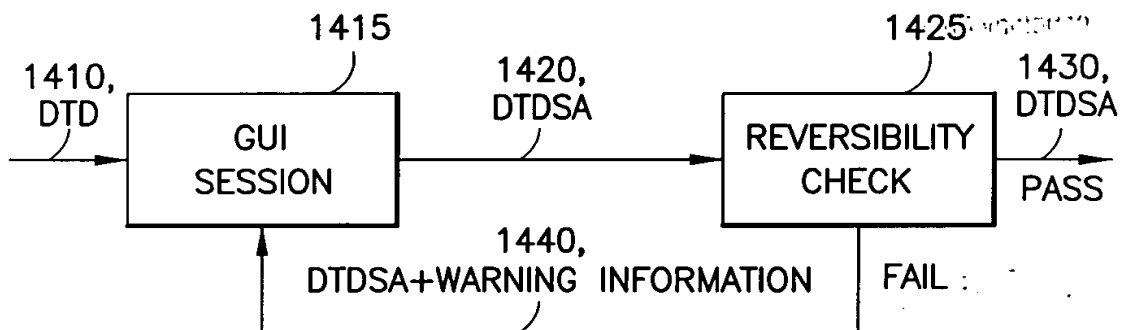 1415
1425
1410,
DTD
1420,
DTDSA
1430,
DTDSA
GUI
SESSION
REVERSIBILITY
CHECK
PASS
1440,
DTDSA+WARNING INFORMATION
FAIL